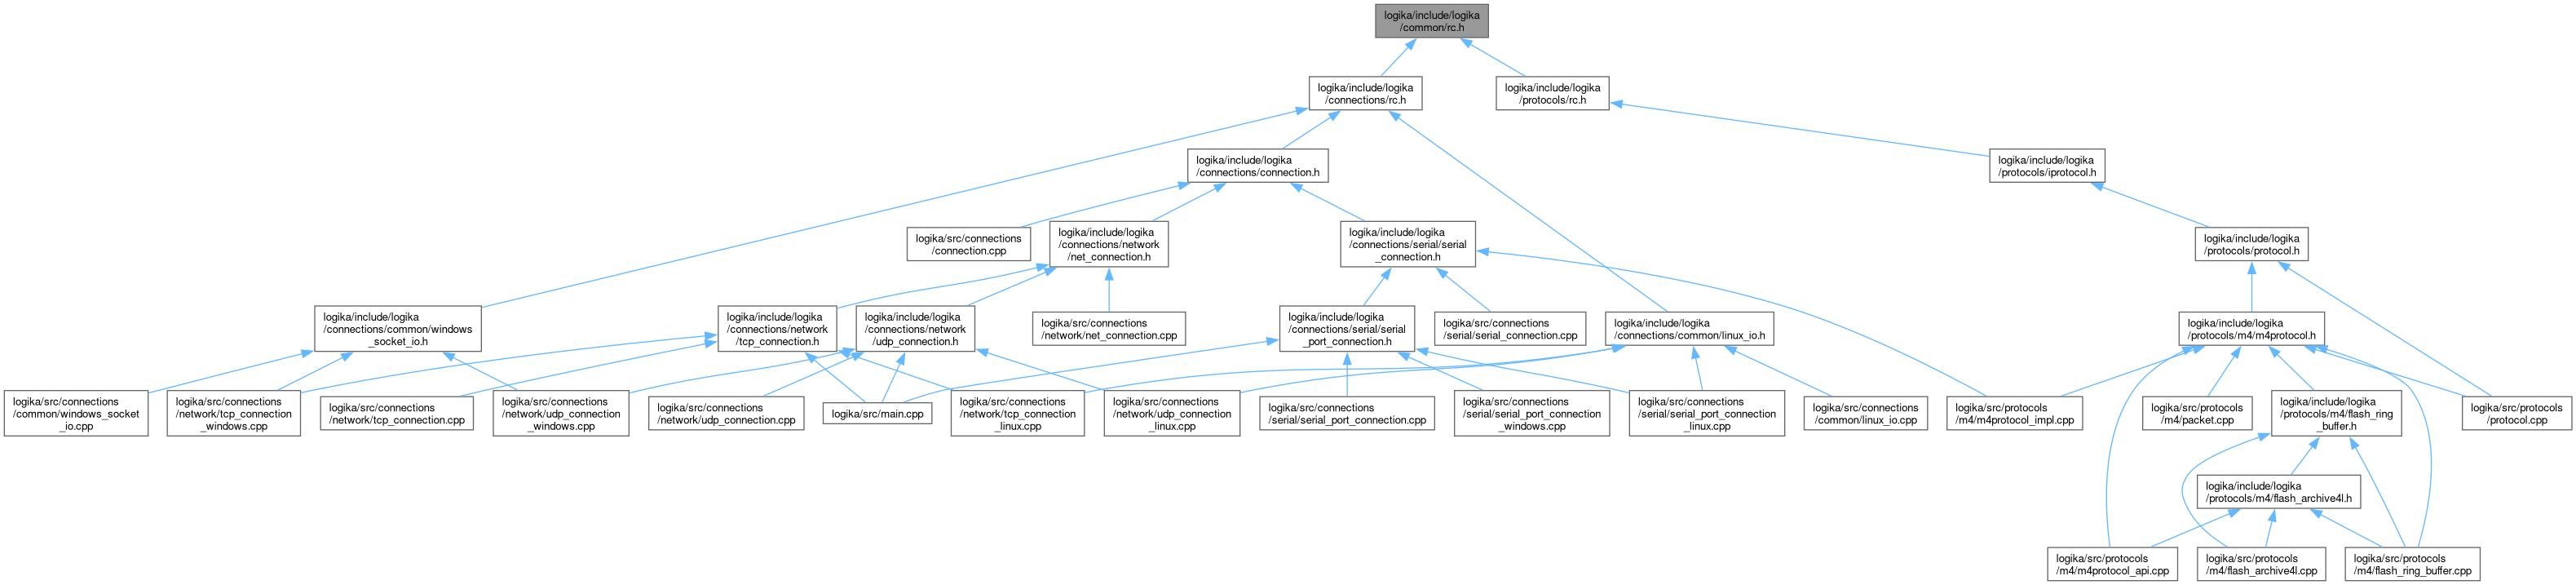 logika/include/logika
/common/rc.h
logika/include/logika
/connections/rc.h
logika/include/logika
/protocols/rc.h
logika/include/logika
/connections/connection.h
logika/include/logika
/protocols/iprotocol.h
logika/src/connections
/connection.cpp
logika/include/logika
/connections/network
/net_connection.h
logika/include/logika
/connections/serial/serial
_connection.h
logika/include/logika
/protocols/protocol.h
logika/include/logika
/connections/common/windows
_socket_io.h
logika/include/logika
/connections/network
/tcp_connection.h
logika/include/logika
/connections/network
/udp_connection.h
logika/src/connections
/network/net_connection.cpp
logika/include/logika
/connections/serial/serial
_port_connection.h
logika/src/connections
/serial/serial_connection.cpp
logika/include/logika
/connections/common/linux_io.h
logika/include/logika
/protocols/m4/m4protocol.h
logika/src/connections
/common/windows_socket
_io.cpp
logika/src/connections
/network/tcp_connection
_windows.cpp
logika/src/connections
/network/tcp_connection.cpp
logika/src/connections
/network/udp_connection
_windows.cpp
logika/src/connections
/network/udp_connection.cpp
logika/src/main.cpp
logika/src/connections
/network/tcp_connection
_linux.cpp
logika/src/connections
/network/udp_connection
_linux.cpp
logika/src/connections
/serial/serial_port_connection.cpp
logika/src/connections
/serial/serial_port_connection
_windows.cpp
logika/src/connections
/serial/serial_port_connection
_linux.cpp
logika/src/connections
/common/linux_io.cpp
logika/src/protocols
/m4/m4protocol_impl.cpp
logika/src/protocols
/m4/packet.cpp
logika/include/logika
/protocols/m4/flash_ring
_buffer.h
logika/src/protocols
/protocol.cpp
logika/include/logika
/protocols/m4/flash_archive4l.h
logika/src/protocols
/m4/m4protocol_api.cpp
logika/src/protocols
/m4/flash_archive4l.cpp
logika/src/protocols
/m4/flash_ring_buffer.cpp